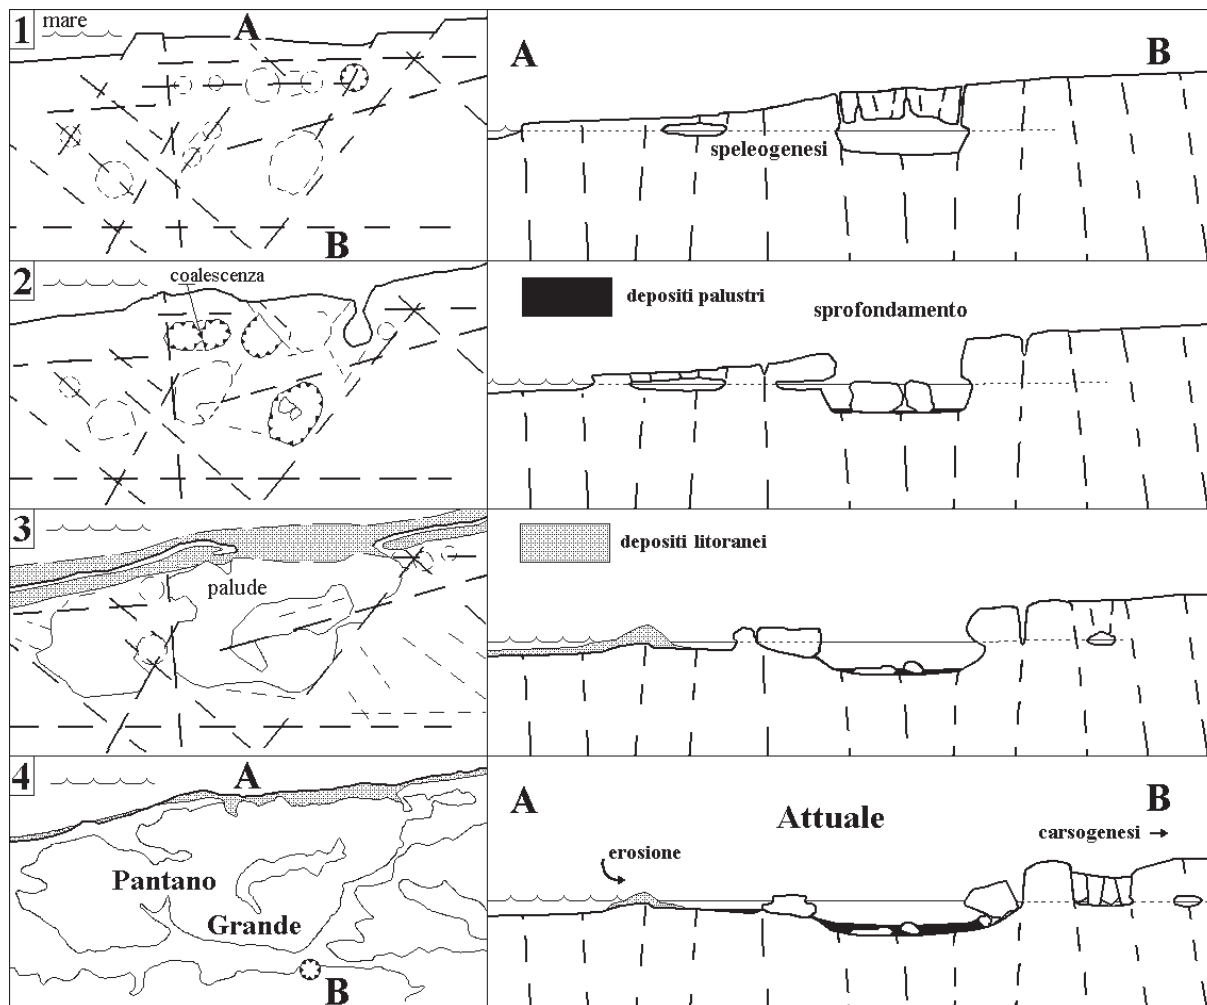 1
mare
A
B
A
B
speleogenesi
2
coalescenza
depositi palustri
sprofondamento
3
palude
depositi litoranei
4
A
Pantano
Grande
B
A
B
Attuale
carsogenesi →
erosione